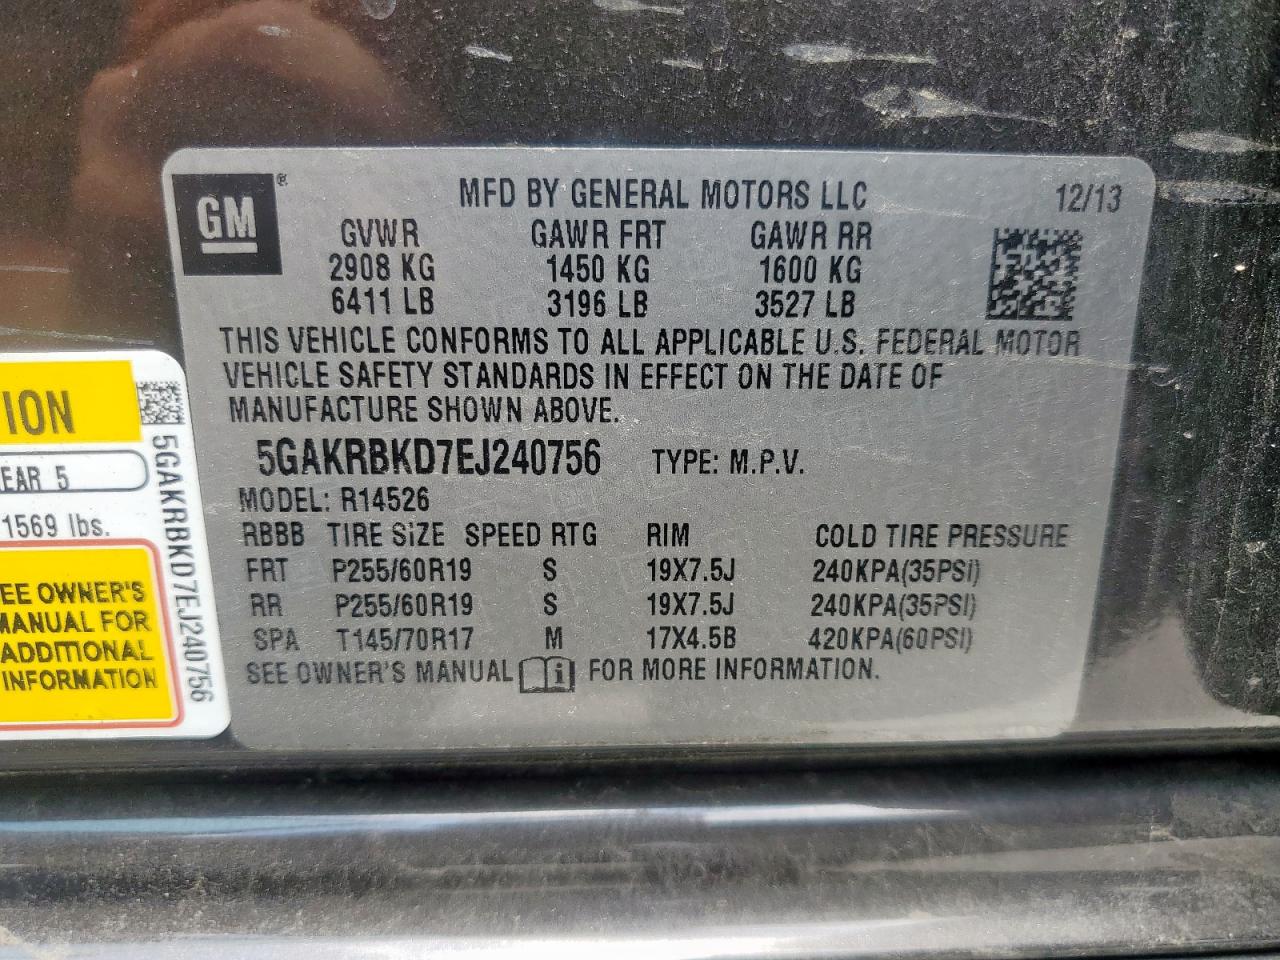 GM®
MFD BY GENERAL MOTORS LLC 12/13
GVWR GAWR FRT GAWR RR
2908 KG 1450 KG 1600 KG
6411 LB 3196 LB 3527 LB
THIS VEHICLE CONFORMS TO ALL APPLICABLE U.S. FEDERAL MOTOR
VEHICLE SAFETY STANDARDS IN EFFECT ON THE DATE OF
MANUFACTURE SHOWN ABOVE.
5GAKRBKD7EJ240756 TYPE: M.P.V.
MODEL: R14526
RBBB TIRE SIZE SPEED RTG RIM COLD TIRE PRESSURE
FRT P255/60R19 S 19X7.5J 240KPA(35PSI)
RR P255/60R19 S 19X7.5J 240KPA(35PSI)
SPA T145/70R17 M 17X4.5B 420KPA(60PSI)
SEE OWNER'S MANUAL i FOR MORE INFORMATION.
ION
EAR 5
1569 lbs.
EE OWNER'S
MANUAL FOR
ADDITIONAL
INFORMATION
5GAKRBKD7EJ240756